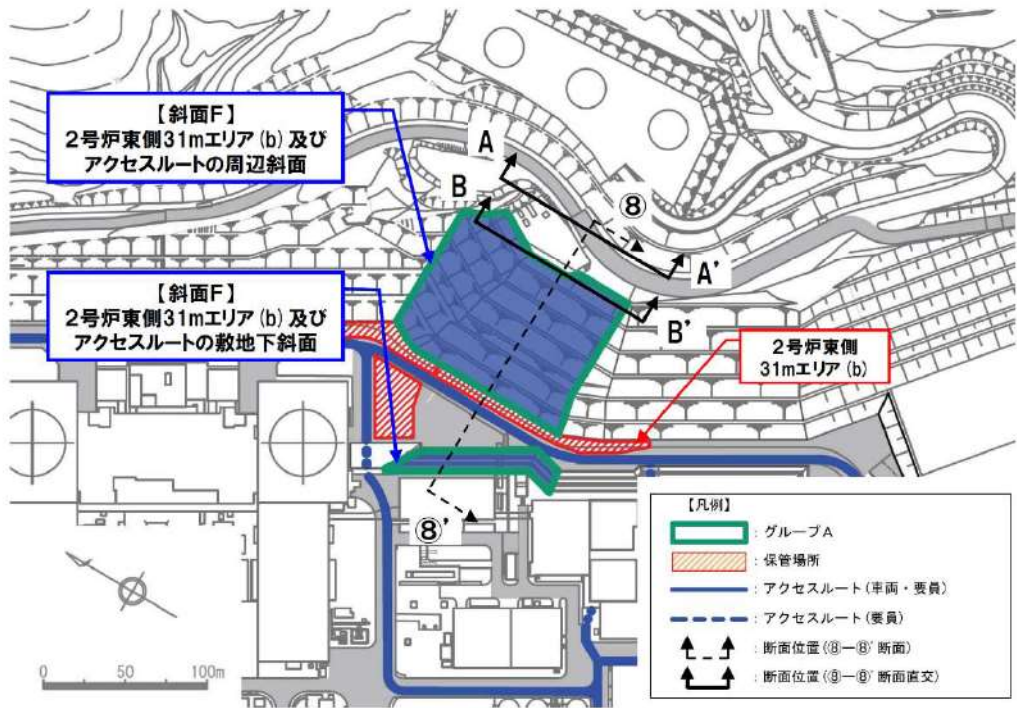 【斜面F】
2号炉東側31mエリア(b)及び
アクセスルートの周辺斜面
A
B
⑧
A'
B'
【斜面F】
2号炉東側31mエリア(b)及び
アクセスルートの敷地下斜面
2号炉東側
31mエリア(b)
⑧'
【凡例】
：グループA
：保管場所
：アクセスルート(車両・要員)
：アクセスルート(要員)
：断面位置(⑧－⑧'断面)
：断面位置(⑧－⑧'断面直交)
0 50 100m